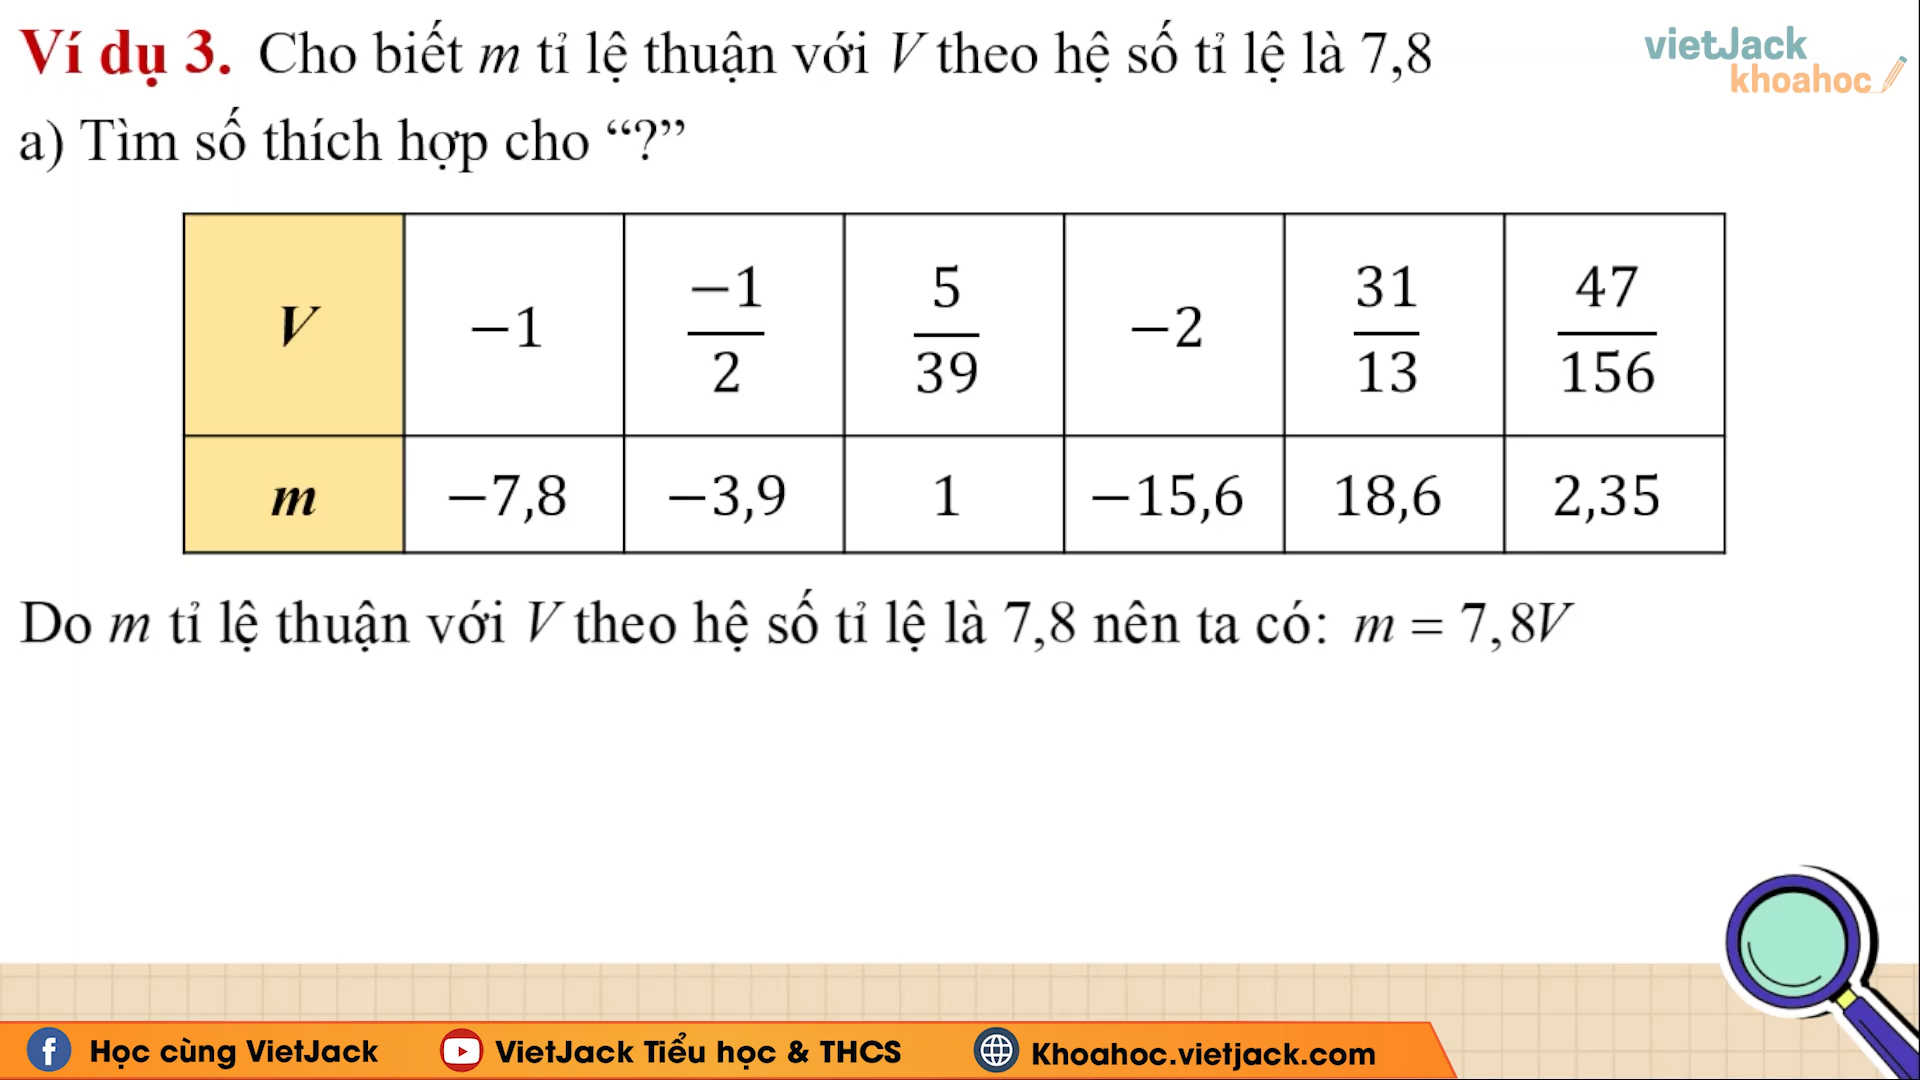 Ví dụ 3. Cho biết m tỉ lệ thuận với V theo hệ số tỉ lệ là 7,8
vietJack
khoahoc
a) Tìm số thích hợp cho “?”
V −1 −1/2 5/39 −2 31/13 47/156
m −7,8 −3,9 1 −15,6 18,6 2,35
Do m tỉ lệ thuận với V theo hệ số tỉ lệ là 7,8 nên ta có: m = 7,8V
Học cùng VietJack
VietJack Tiểu học & THCS
Khoahoc.vietjack.com